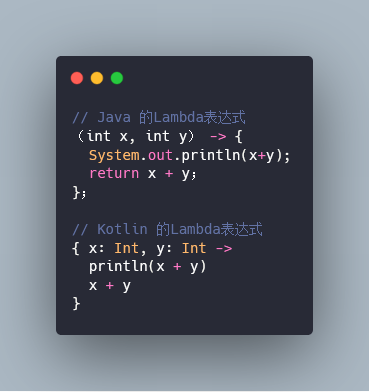 // Java 的Lambda表达式
（int x, int y） -> {
  System.out.println(x+y);
  return x + y；
}；
// Kotlin 的Lambda表达式
{ x: Int, y: Int ->
  println(x + y)
  x + y
}